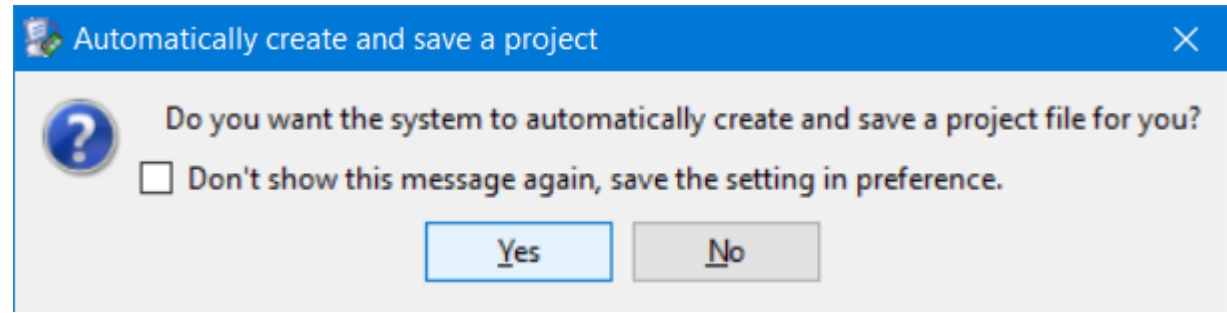 Automatically create and save a project
Do you want the system to automatically create and save a project file for you?
Don't show this message again, save the setting in preference.
Yes
No